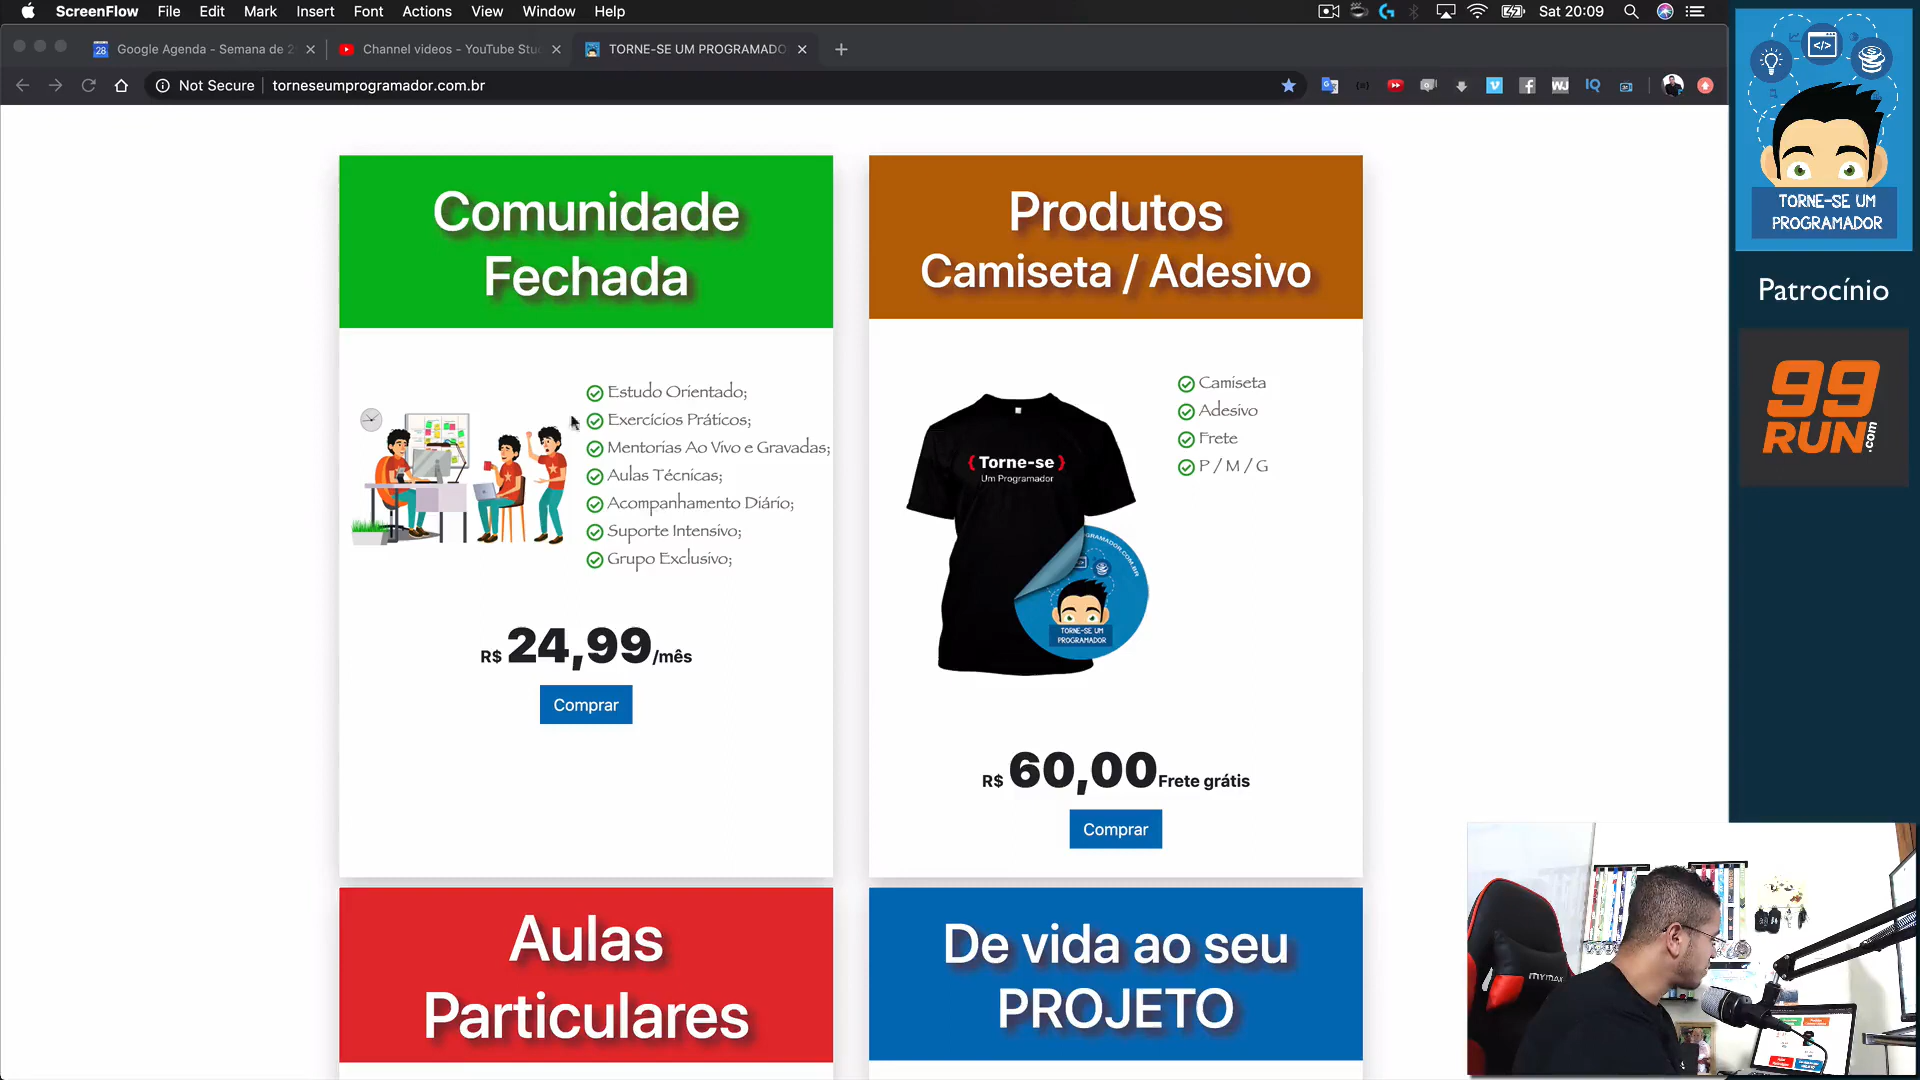 ScreenFlow File Edit Mark Insert Font Actions View Window Help
Sat 20:09
Google Agenda - Semana de 2
Channel videos - YouTube Stu
TORNE-SE UM PROGRAMADO
Not Secure torneseumprogramador.com.br
Comunidade
Fechada
Estudo Orientado;
Exercícios Práticos;
Mentorias Ao Vivo e Gravadas;
Aulas Técnicas;
Acompanhamento Diário;
Suporte Intensivo;
Grupo Exclusivo;
R$ 24,99/mês
Comprar
Produtos
Camiseta / Adesivo
{ Torne-se }
Um Programador
TORNE-SE UM
PROGRAMADOR
Camiseta
Adesivo
Frete
P / M / G
R$ 60,00 Frete grátis
Comprar
Aulas
Particulares
De vida ao seu
PROJETO
TORNE-SE UM
PROGRAMADOR
Patrocínio
99
RUN.com
MYMAX